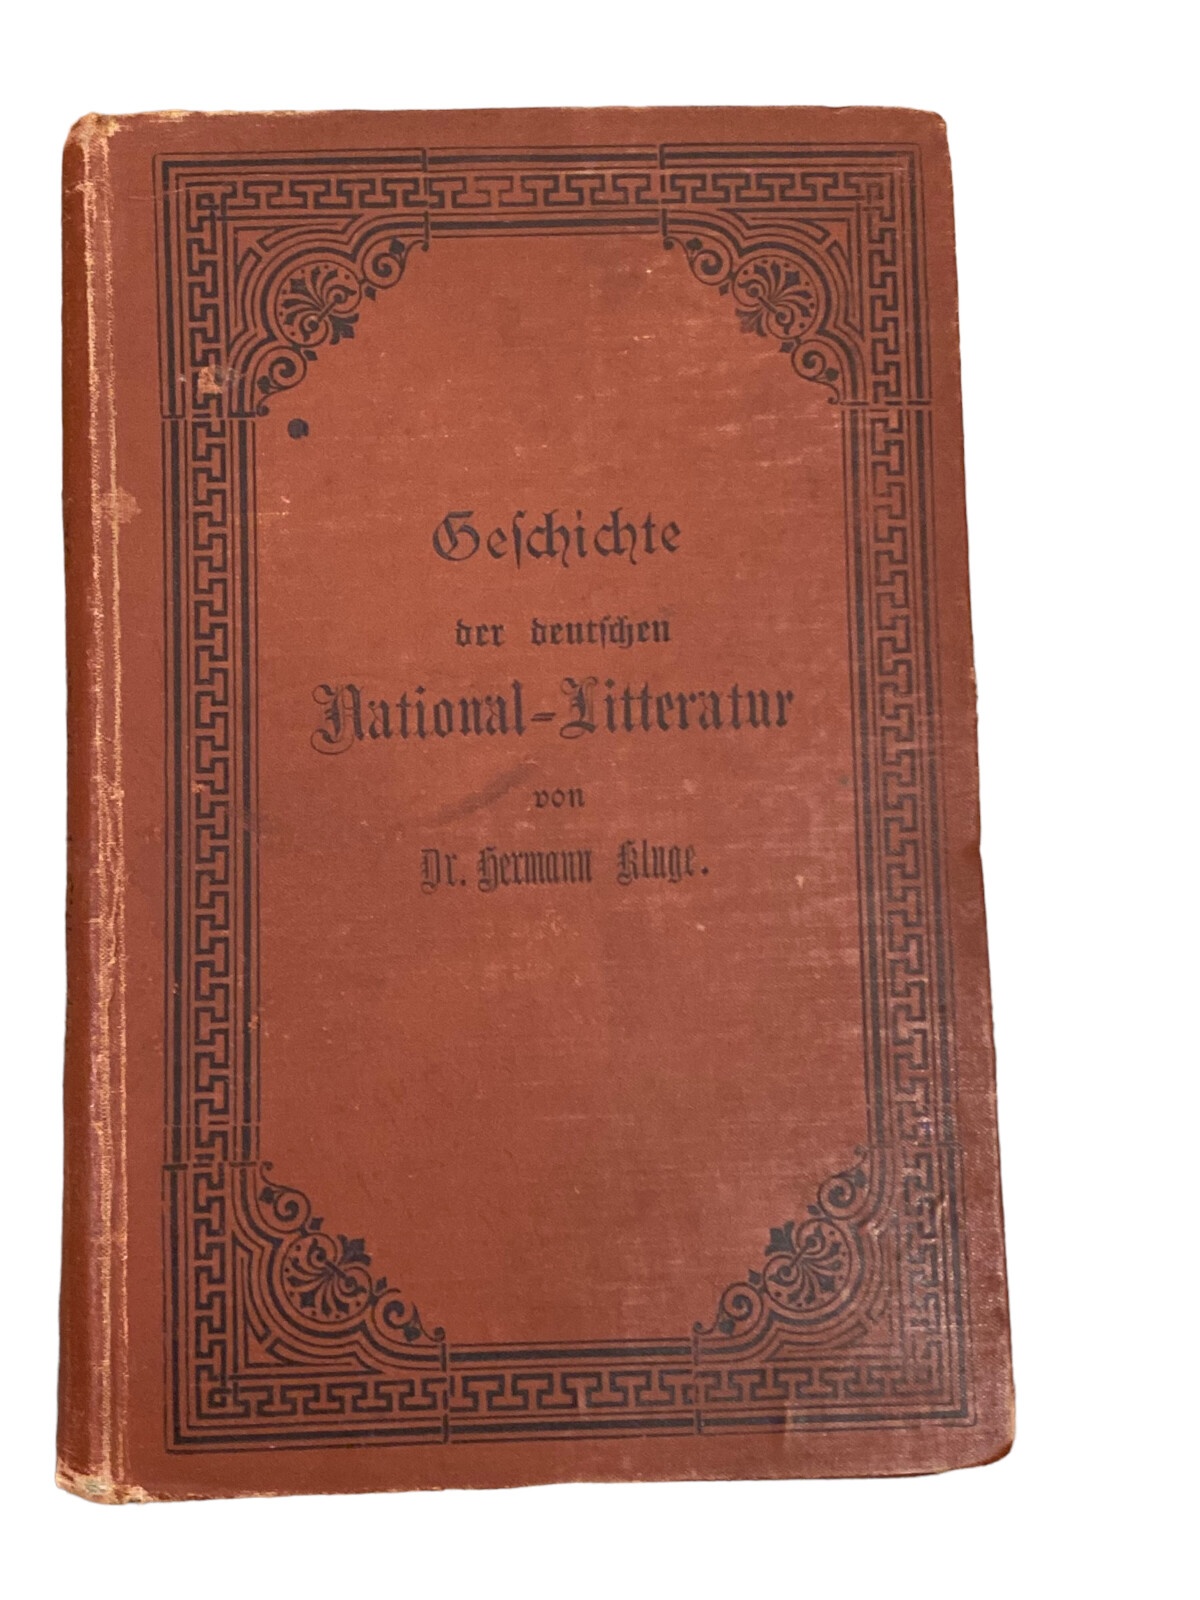 Geschichte
der deutschen
National-Litteratur
von
Dr. Hermann Kluge.